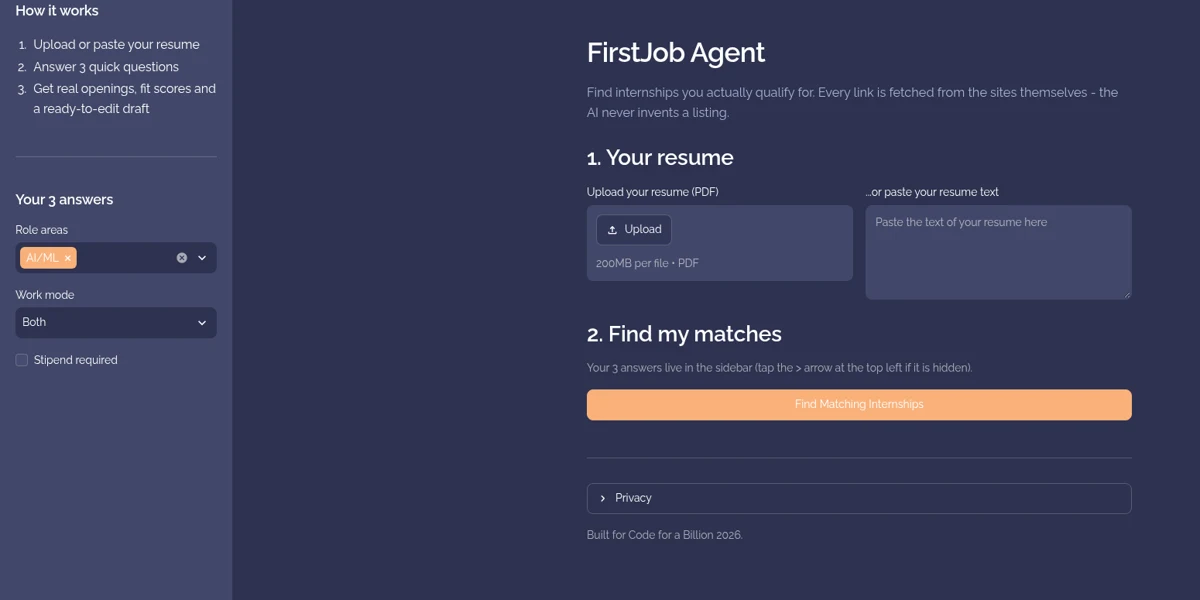 How it works
1. Upload or paste your resume
2. Answer 3 quick questions
3. Get real openings, fit scores and
a ready-to-edit draft
Your 3 answers
Role areas
AI/ML
Work mode
Both
Stipend required
FirstJob Agent
Find internships you actually qualify for. Every link is fetched from the sites themselves - the
AI never invents a listing.
1. Your resume
Upload your resume (PDF)
Upload
200MB per file • PDF
...or paste your resume text
Paste the text of your resume here
2. Find my matches
Your 3 answers live in the sidebar (tap the > arrow at the top left if it is hidden).
Find Matching Internships
Privacy
Built for Code for a Billion 2026.